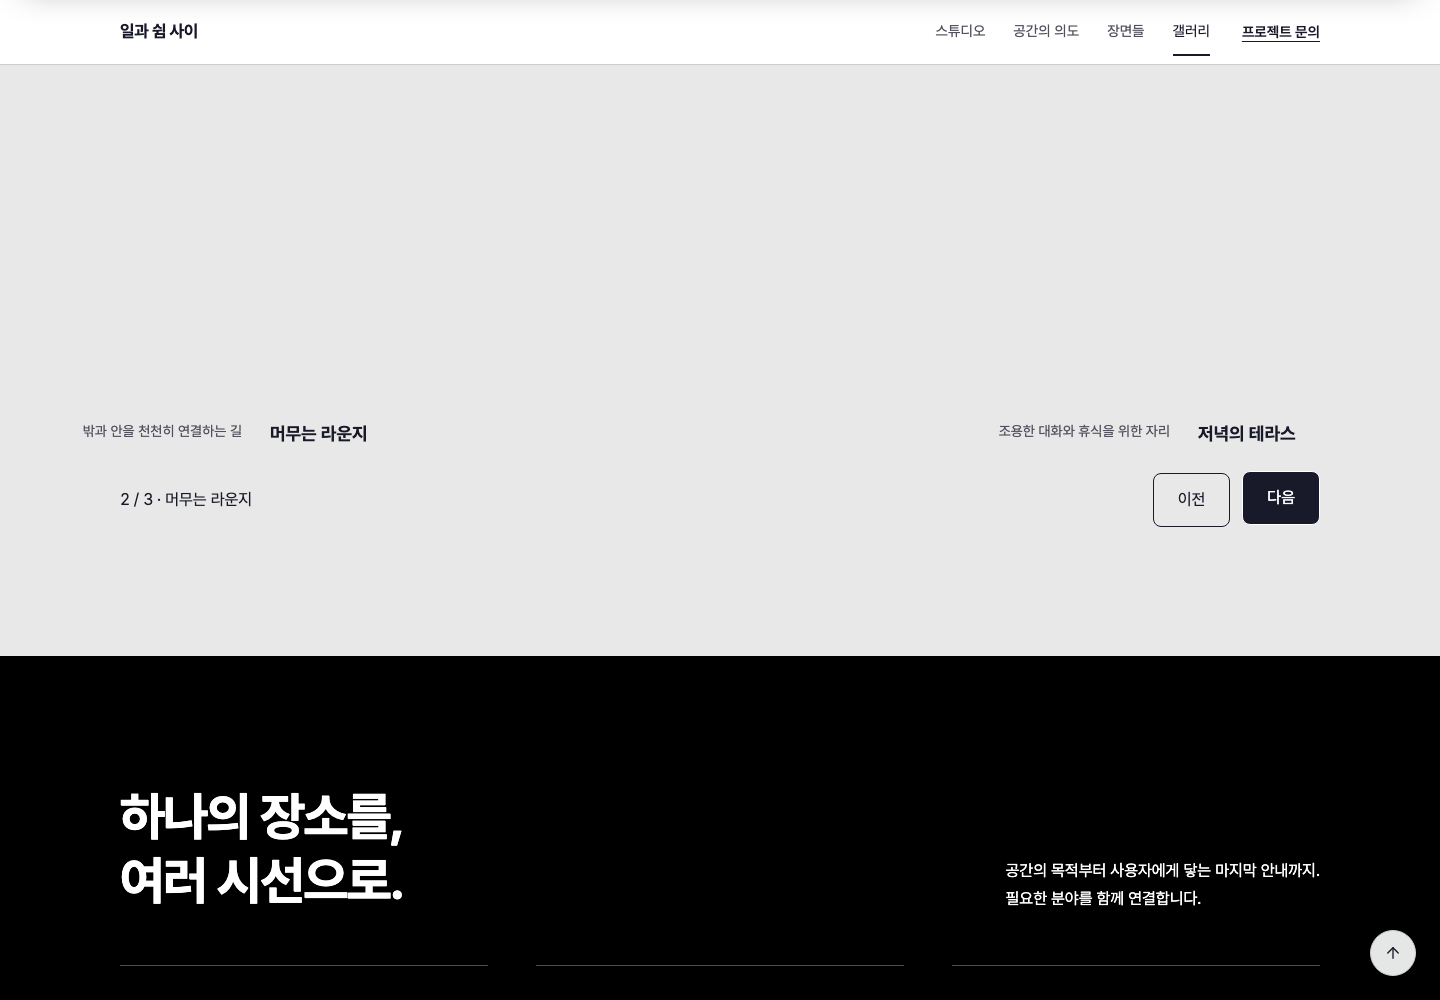 일과 쉼 사이
스튜디오
공간의 의도
장면들
갤러리
프로젝트 문의
밖과 안을 천천히 연결하는 길
머무는 라운지
조용한 대화와 휴식을 위한 자리
저녁의 테라스
2 / 3 · 머무는 라운지
이전
다음
하나의 장소를,
여러 시선으로.
공간의 목적부터 사용자에게 닿는 마지막 안내까지.
필요한 분야를 함께 연결합니다.